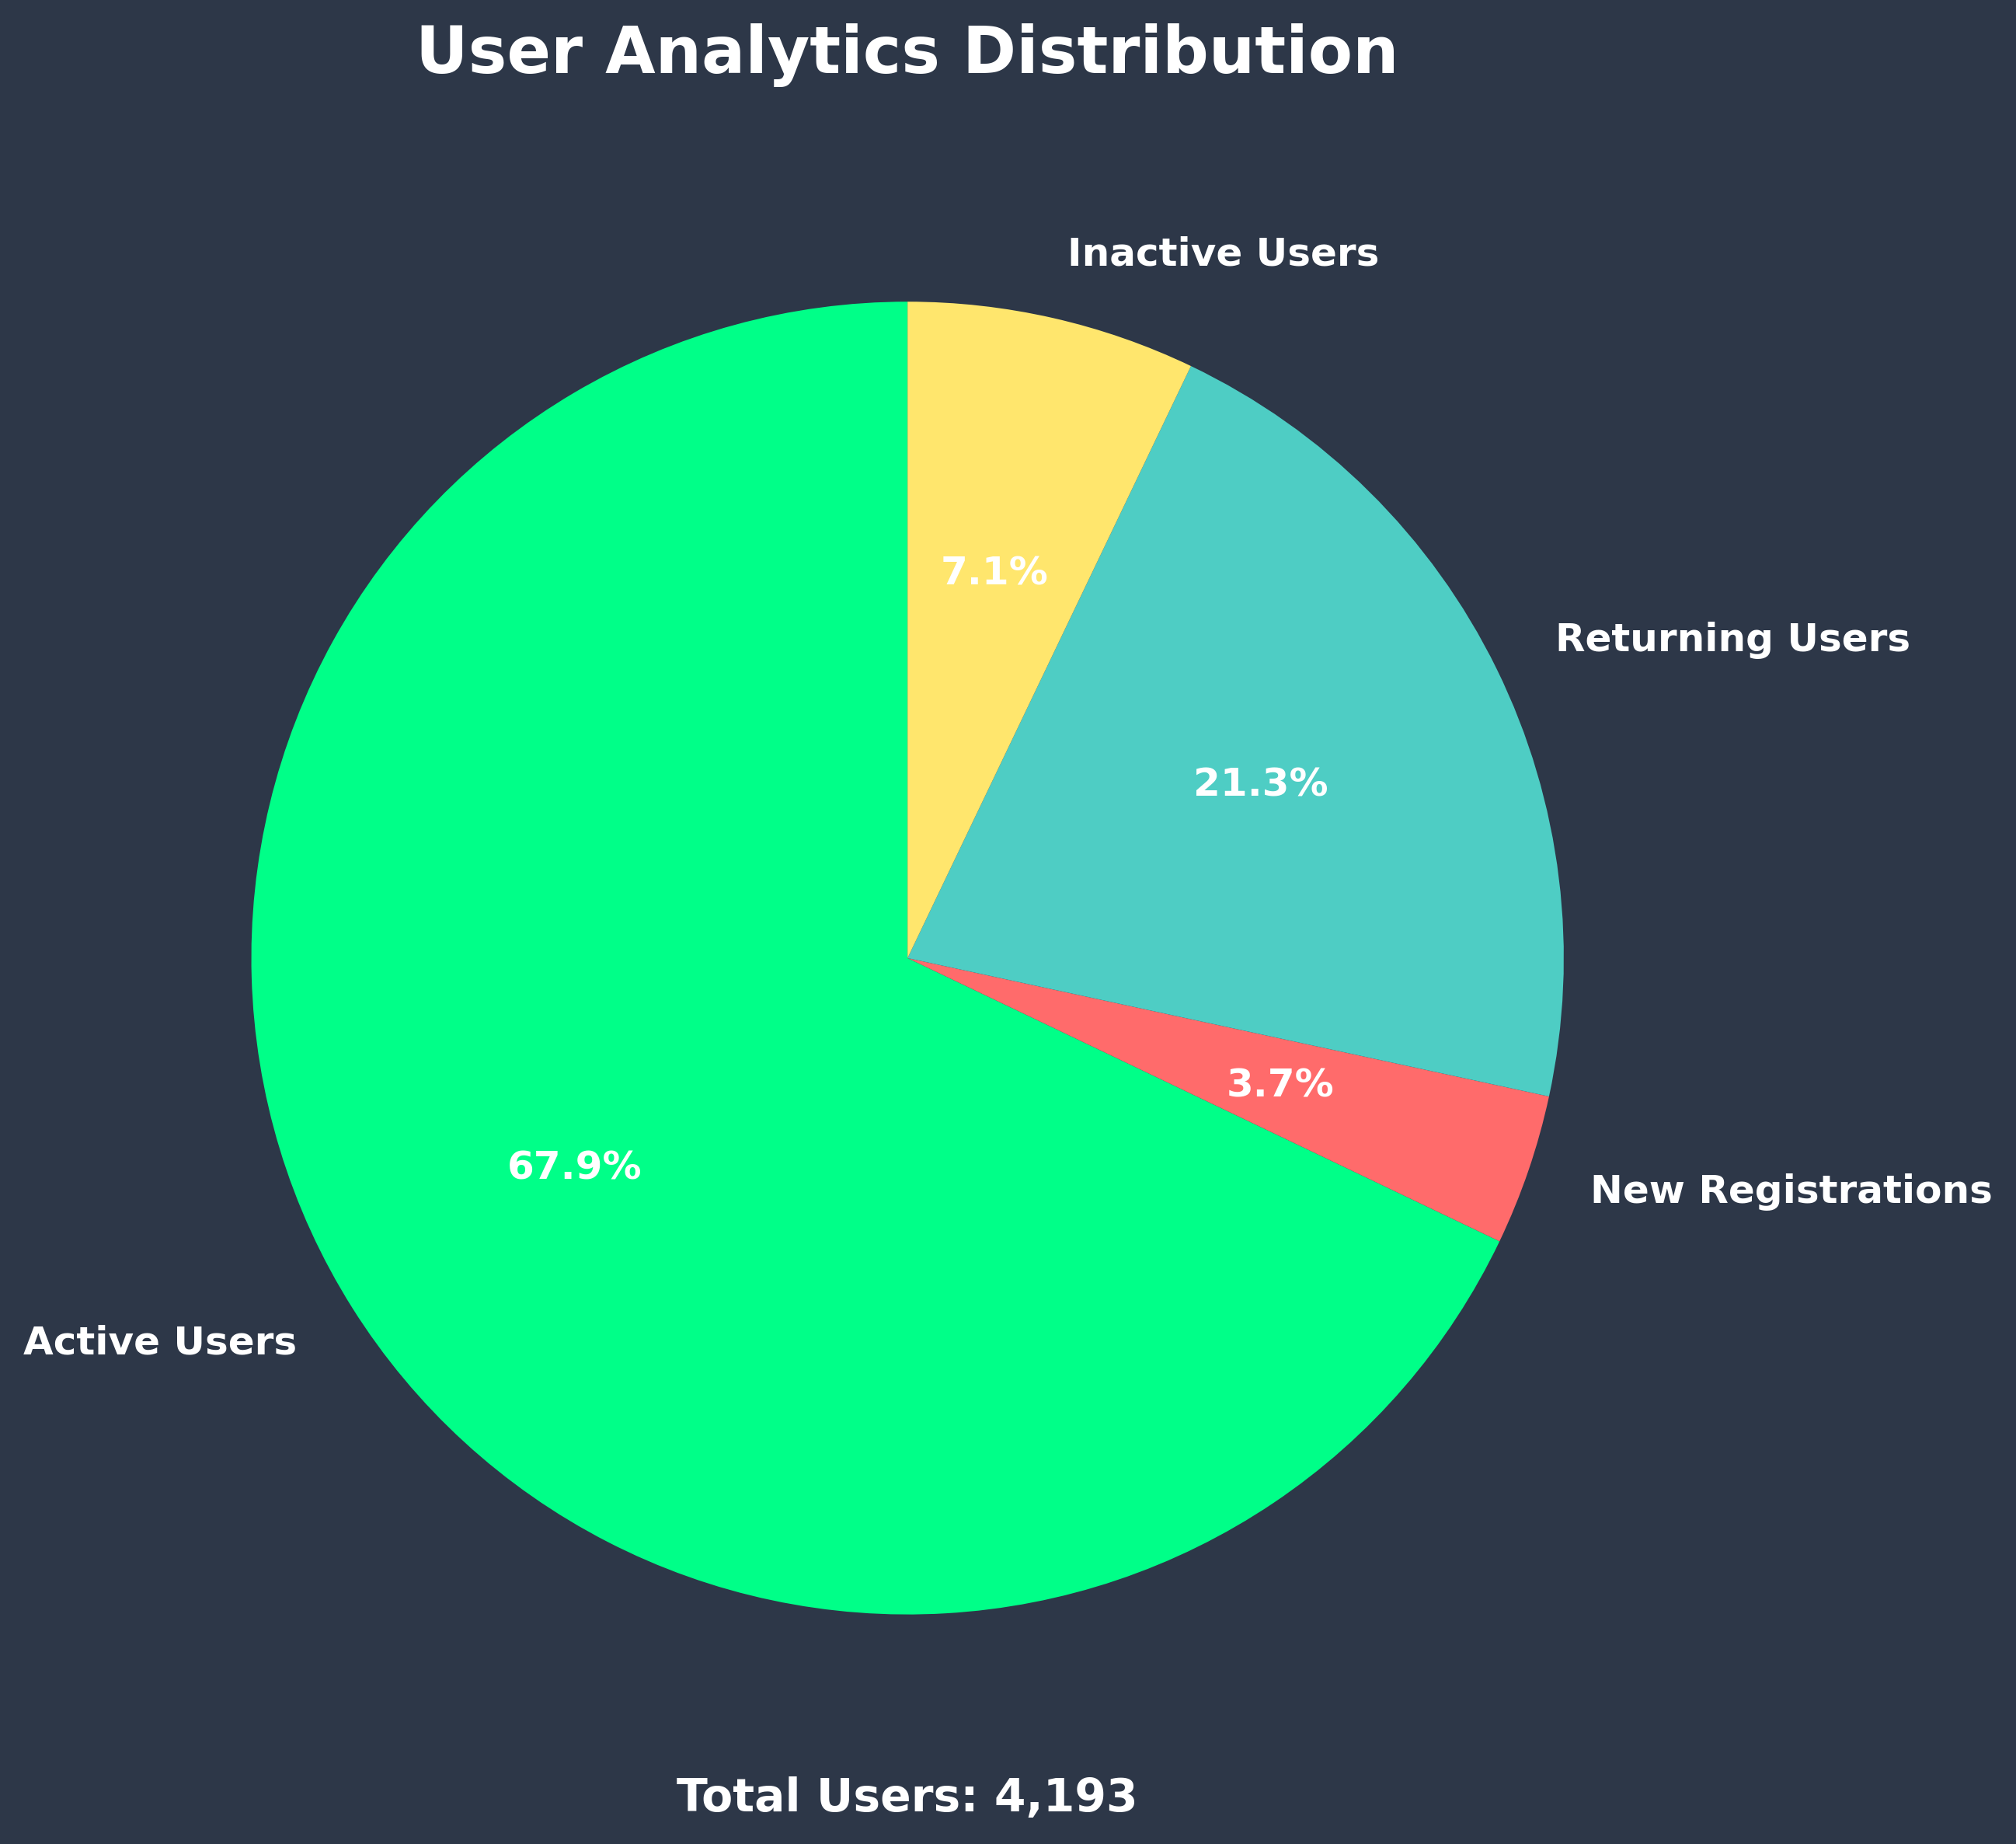 User Analytics Distribution
Inactive Users
7.1%
Returning Users
21.3%
3.7%
New Registrations
67.9%
Active Users
Total Users: 4,193